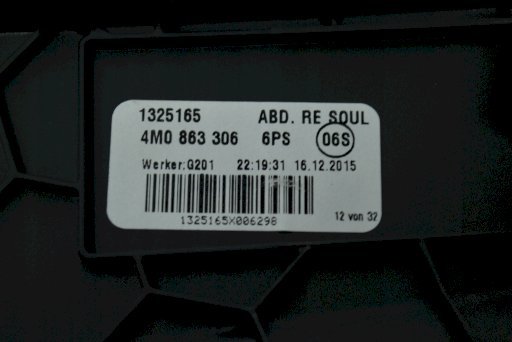 1325165 ABD. RE SOUL
4M0 863 306 6PS 06S
Werker:G201 22:19:31 16.12.2015
1325165X006298
12 von 32